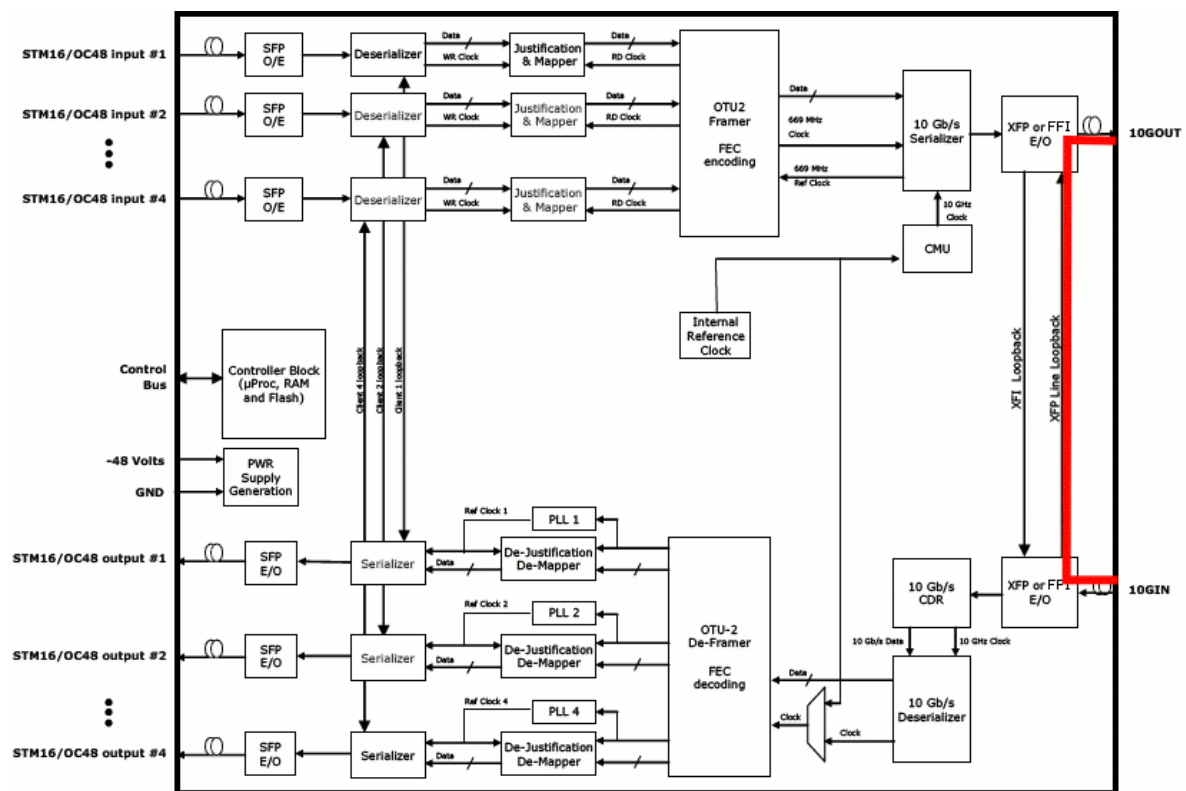 STM16/OC48 input #1
SFP
O/E
Deserializer
Data
WR Clock
Justification
& Mapper
Data
RD Clock
STM16/OC48 input #2
SFP
O/E
Deserializer
Data
WR Clock
Justification
& Mapper
Data
RD Clock
STM16/OC48 input #4
SFP
O/E
Deserializer
Data
WR Clock
Justification
& Mapper
Data
RD Clock
OTU2
Framer
FEC
encoding
Data
669 MHz
Clock
669 MHz
Ref Clock
10 Gb/s
Serializer
XFP or FFI
E/O
10GOUT
10 GHz
Clock
CMU
Internal
Reference
Clock
Client 4 loopback
Client 2 loopback
Client 1 loopback
XFI Loopback
XFP Line Loopback
Control
Bus
Controller Block
(µProc, RAM
and Flash)
-48 Volts
GND
PWR
Supply
Generation
STM16/OC48 output #1
SFP
E/O
Serializer
Ref Clock 1
Data
PLL 1
De-Justification
De-Mapper
STM16/OC48 output #2
SFP
E/O
Serializer
Ref Clock 2
Data
PLL 2
De-Justification
De-Mapper
STM16/OC48 output #4
SFP
E/O
Serializer
Ref Clock 4
Data
PLL 4
De-Justification
De-Mapper
OTU-2
De-Framer
FEC
decoding
Data
Clock
Clock
10 Gb/s
CDR
10 Gb/s Data
10 GHz Clock
10 Gb/s
Deserializer
XFP or FFI
E/O
10GIN